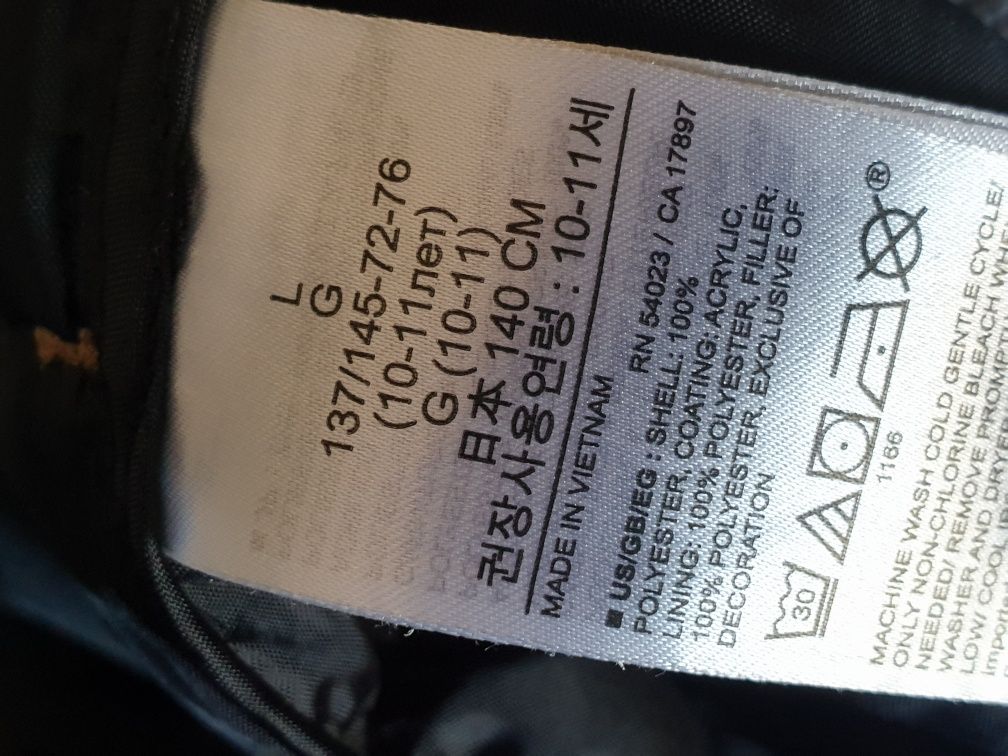 L
G
137/145-72-76
(10-11лет)
G (10-11)
日本 140 CM
권장사용연령 : 10-11세
MADE IN VIETNAM
RN 54023 / CA 17897
■ US/GB/EG : SHELL: 100%
POLYESTER, COATING: ACRYLIC,
LINING: 100% POLYESTER, FILLER:
100% POLYESTER, EXCLUSIVE OF
DECORATION
30
®
1166
MACHINE WASH COLD GENTLE CYCLE/
ONLY NON-CHLORINE BLEACH WHEN
NEEDED/ REMOVE PROMPTLY
LOW/ COOL